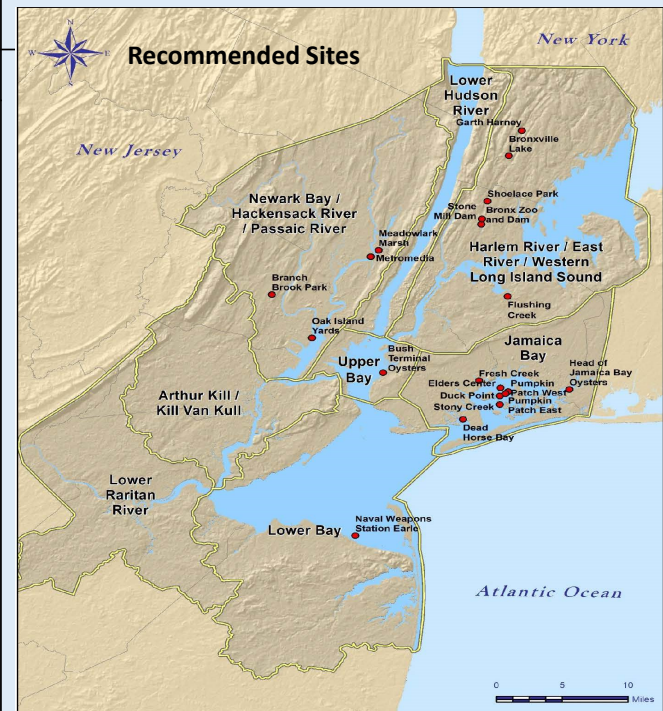 N
W
E
S
Recommended Sites
New York
New Jersey
Lower
Hudson
River
Garth Harney
Bronxville
Lake
Shoelace Park
Stone
Mill Dam
Bronx Zoo
and Dam
Newark Bay /
Hackensack River
/ Passaic River
Meadowlark
Marsh
Metromedia
Harlem River / East
River / Western
Long Island Sound
Branch
Brook Park
Flushing
Creek
Oak Island
Yards
Upper
Bay
Bush
Terminal
Oysters
Jamaica
Bay
Head of
Jamaica Bay
Oysters
Fresh Creek
Elders Center
Pumpkin
Patch West
Duck Point
Pumpkin
Patch East
Stony Creek
Dead
Horse Bay
Arthur Kill /
Kill Van Kull
Lower
Raritan
River
Lower Bay
Naval Weapons
Station Earle
Atlantic Ocean
0 5 10
Miles